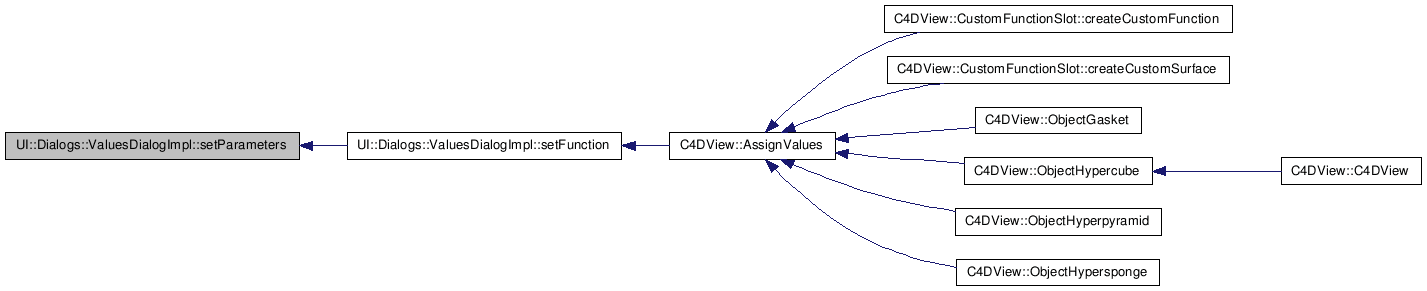 C4DView::CustomFunctionSlot::createCustomFunction
C4DView::CustomFunctionSlot::createCustomSurface
C4DView::ObjectGasket
UI::Dialogs::ValuesDialogImpl::setParameters
UI::Dialogs::ValuesDialogImpl::setFunction
C4DView::AssignValues
C4DView::ObjectHypercube
C4DView::C4DView
C4DView::ObjectHyperpyramid
C4DView::ObjectHypersponge